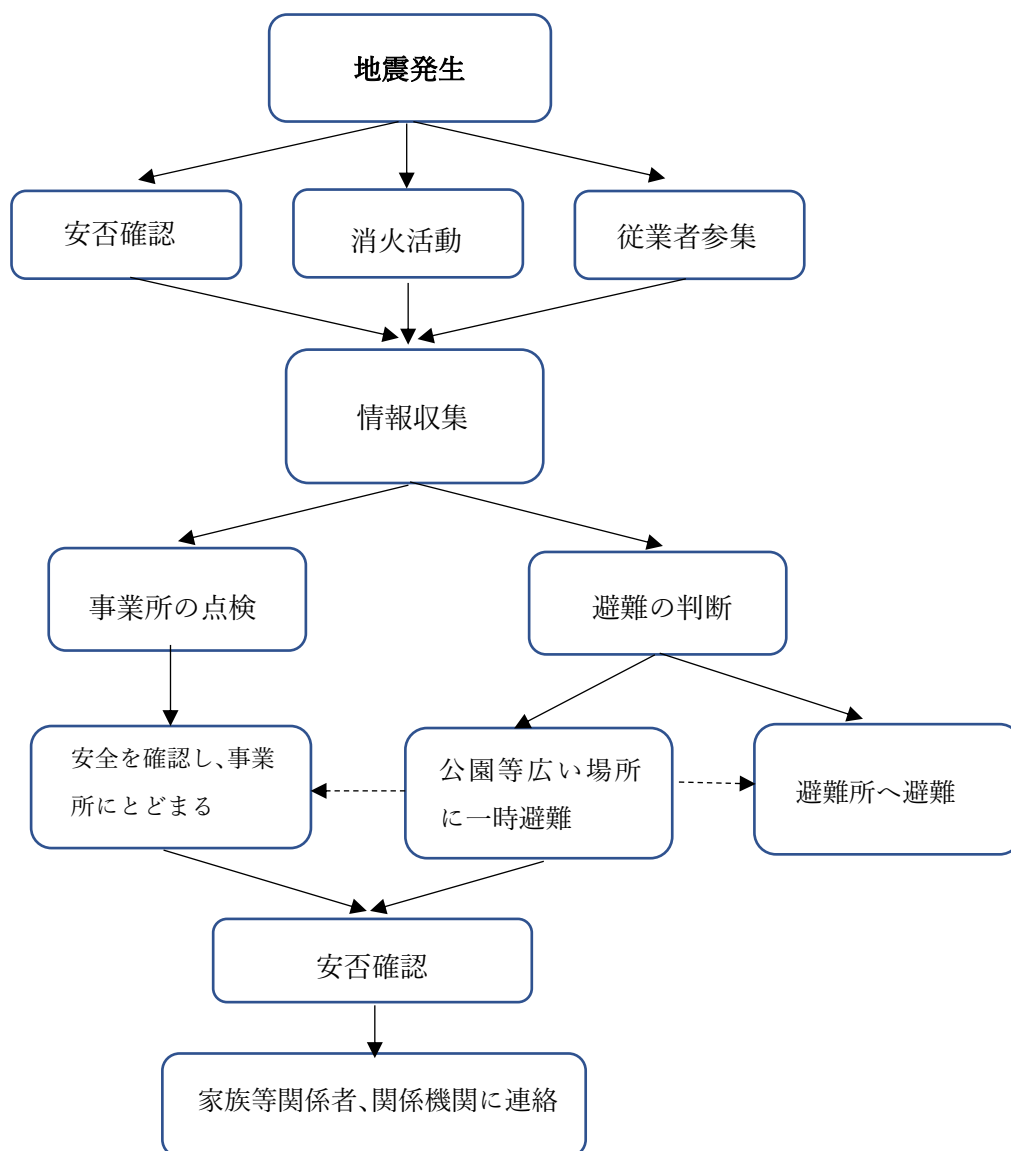 地震発生
安否確認
消火活動
従業者参集
情報収集
事業所の点検
避難の判断
安全を確認し、事業
所にとどまる
公園等広い場所
に一時避難
避難所へ避難
安否確認
家族等関係者、関係機関に連絡